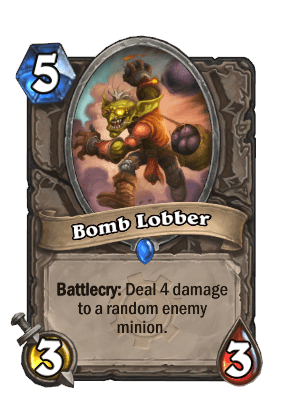 5
Bomb Lobber
Battlecry: Deal 4 damage
to a random enemy
minion.
3
3